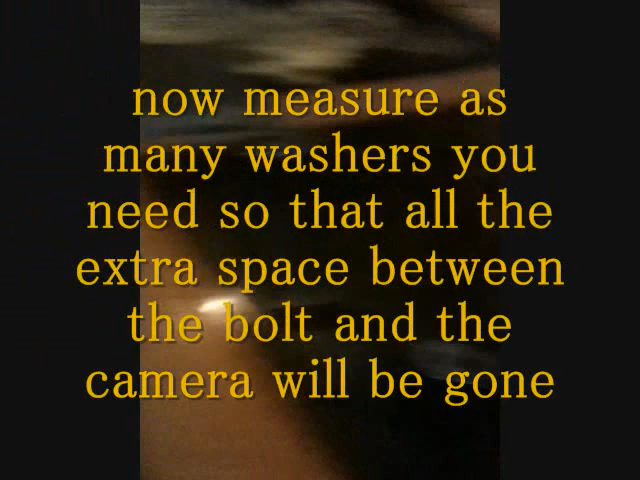 now measure as
many washers you
need so that all the
extra space between
the bolt and the
camera will be gone